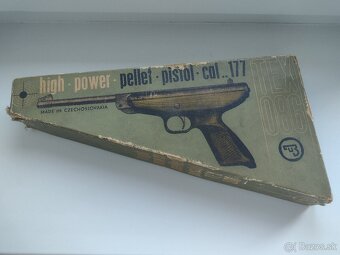 high · power · pellet · pistol · cal. .177
MADE IN CZECHOSLOVAKIA
bazos.sk